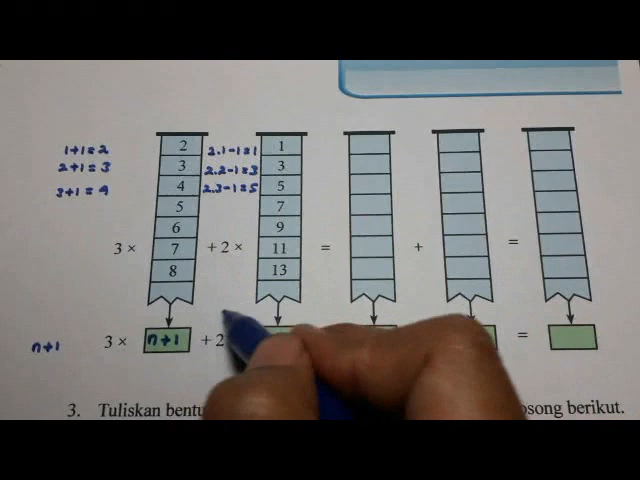 1+1=2 2 2.1-1=1 1
2+1=3 3 2.2-1=3 3
3+1=4 4 2.3-1=5 5
5 7
6 9
3 × 7 + 2 × 11 = + =
8 13
n+1 3 × n+1 + 2 =
3. Tuliskan osong berikut.